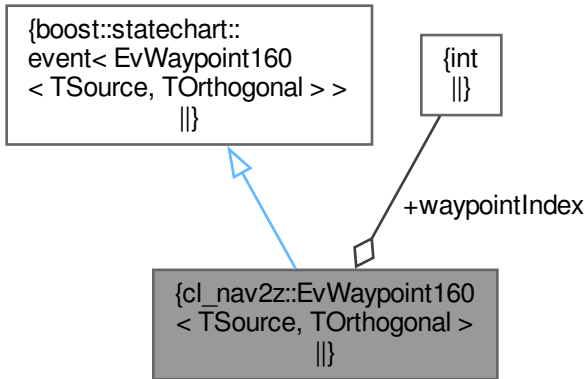 {boost::statechart::
event< EvWaypoint160
< TSource, TOrthogonal > >
||}
{int
||}
+waypointIndex
{cl_nav2z::EvWaypoint160
< TSource, TOrthogonal >
||}